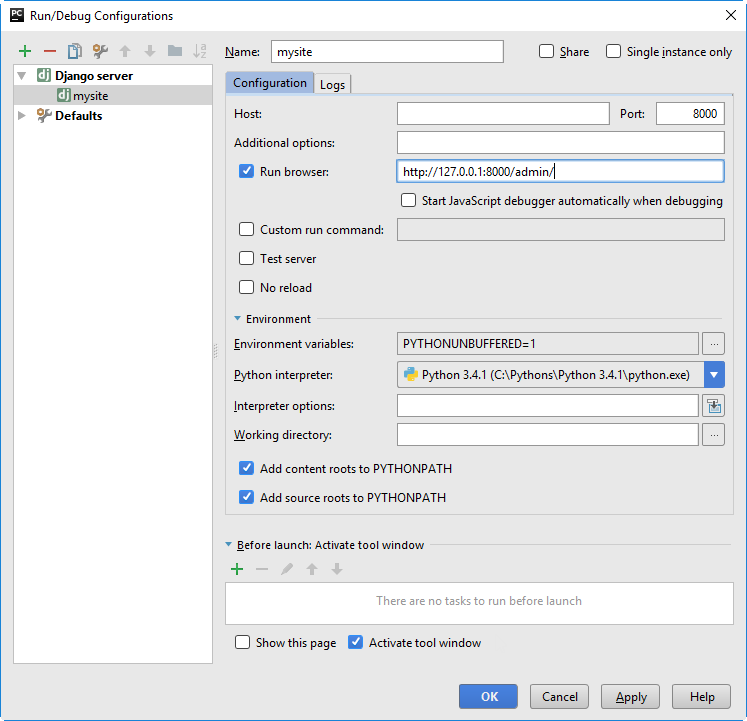 PC Run/Debug Configurations
Name: mysite Share Single instance only
dj Django server
dj mysite
Defaults
Configuration Logs
Host: Port: 8000
Additional options:
Run browser: http://127.0.0.1:8000/admin/
Start JavaScript debugger automatically when debugging
Custom run command:
Test server
No reload
Environment
Environment variables: PYTHONUNBUFFERED=1 ...
Python interpreter: Python 3.4.1 (C:\Pythons\Python 3.4.1\python.exe)
Interpreter options:
Working directory: ...
Add content roots to PYTHONPATH
Add source roots to PYTHONPATH
Before launch: Activate tool window
There are no tasks to run before launch
Show this page Activate tool window
OK Cancel Apply Help